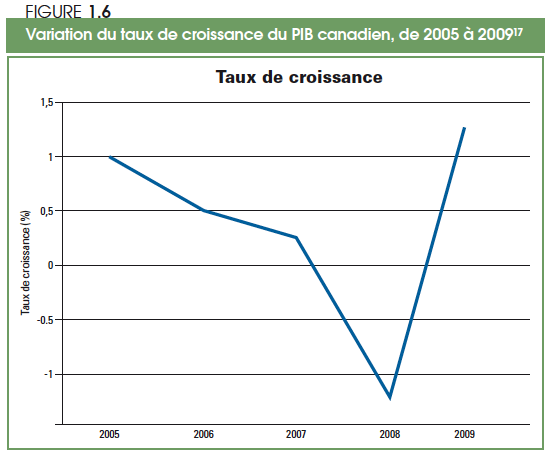 FIGURE 1.6
Variation du taux de croissance du PIB canadien, de 2005 à 2009¹⁷
Taux de croissance
Taux de croissance (%)
1,5
1
0,5
0
-0.5
-1
2005 2006 2007 2008 2009